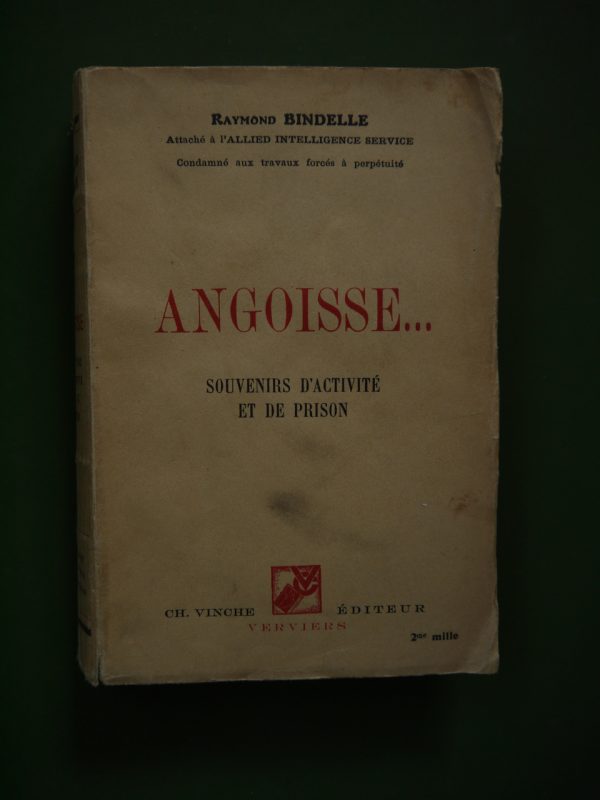 RAYMOND BINDELLE
Attaché à l'ALLIED INTELLIGENCE SERVICE
Condamné aux travaux forcés à perpétuité
ANGOISSE...
SOUVENIRS D'ACTIVITÉ
ET DE PRISON
CH. VINCHE ÉDITEUR
VERVIERS
2me mille